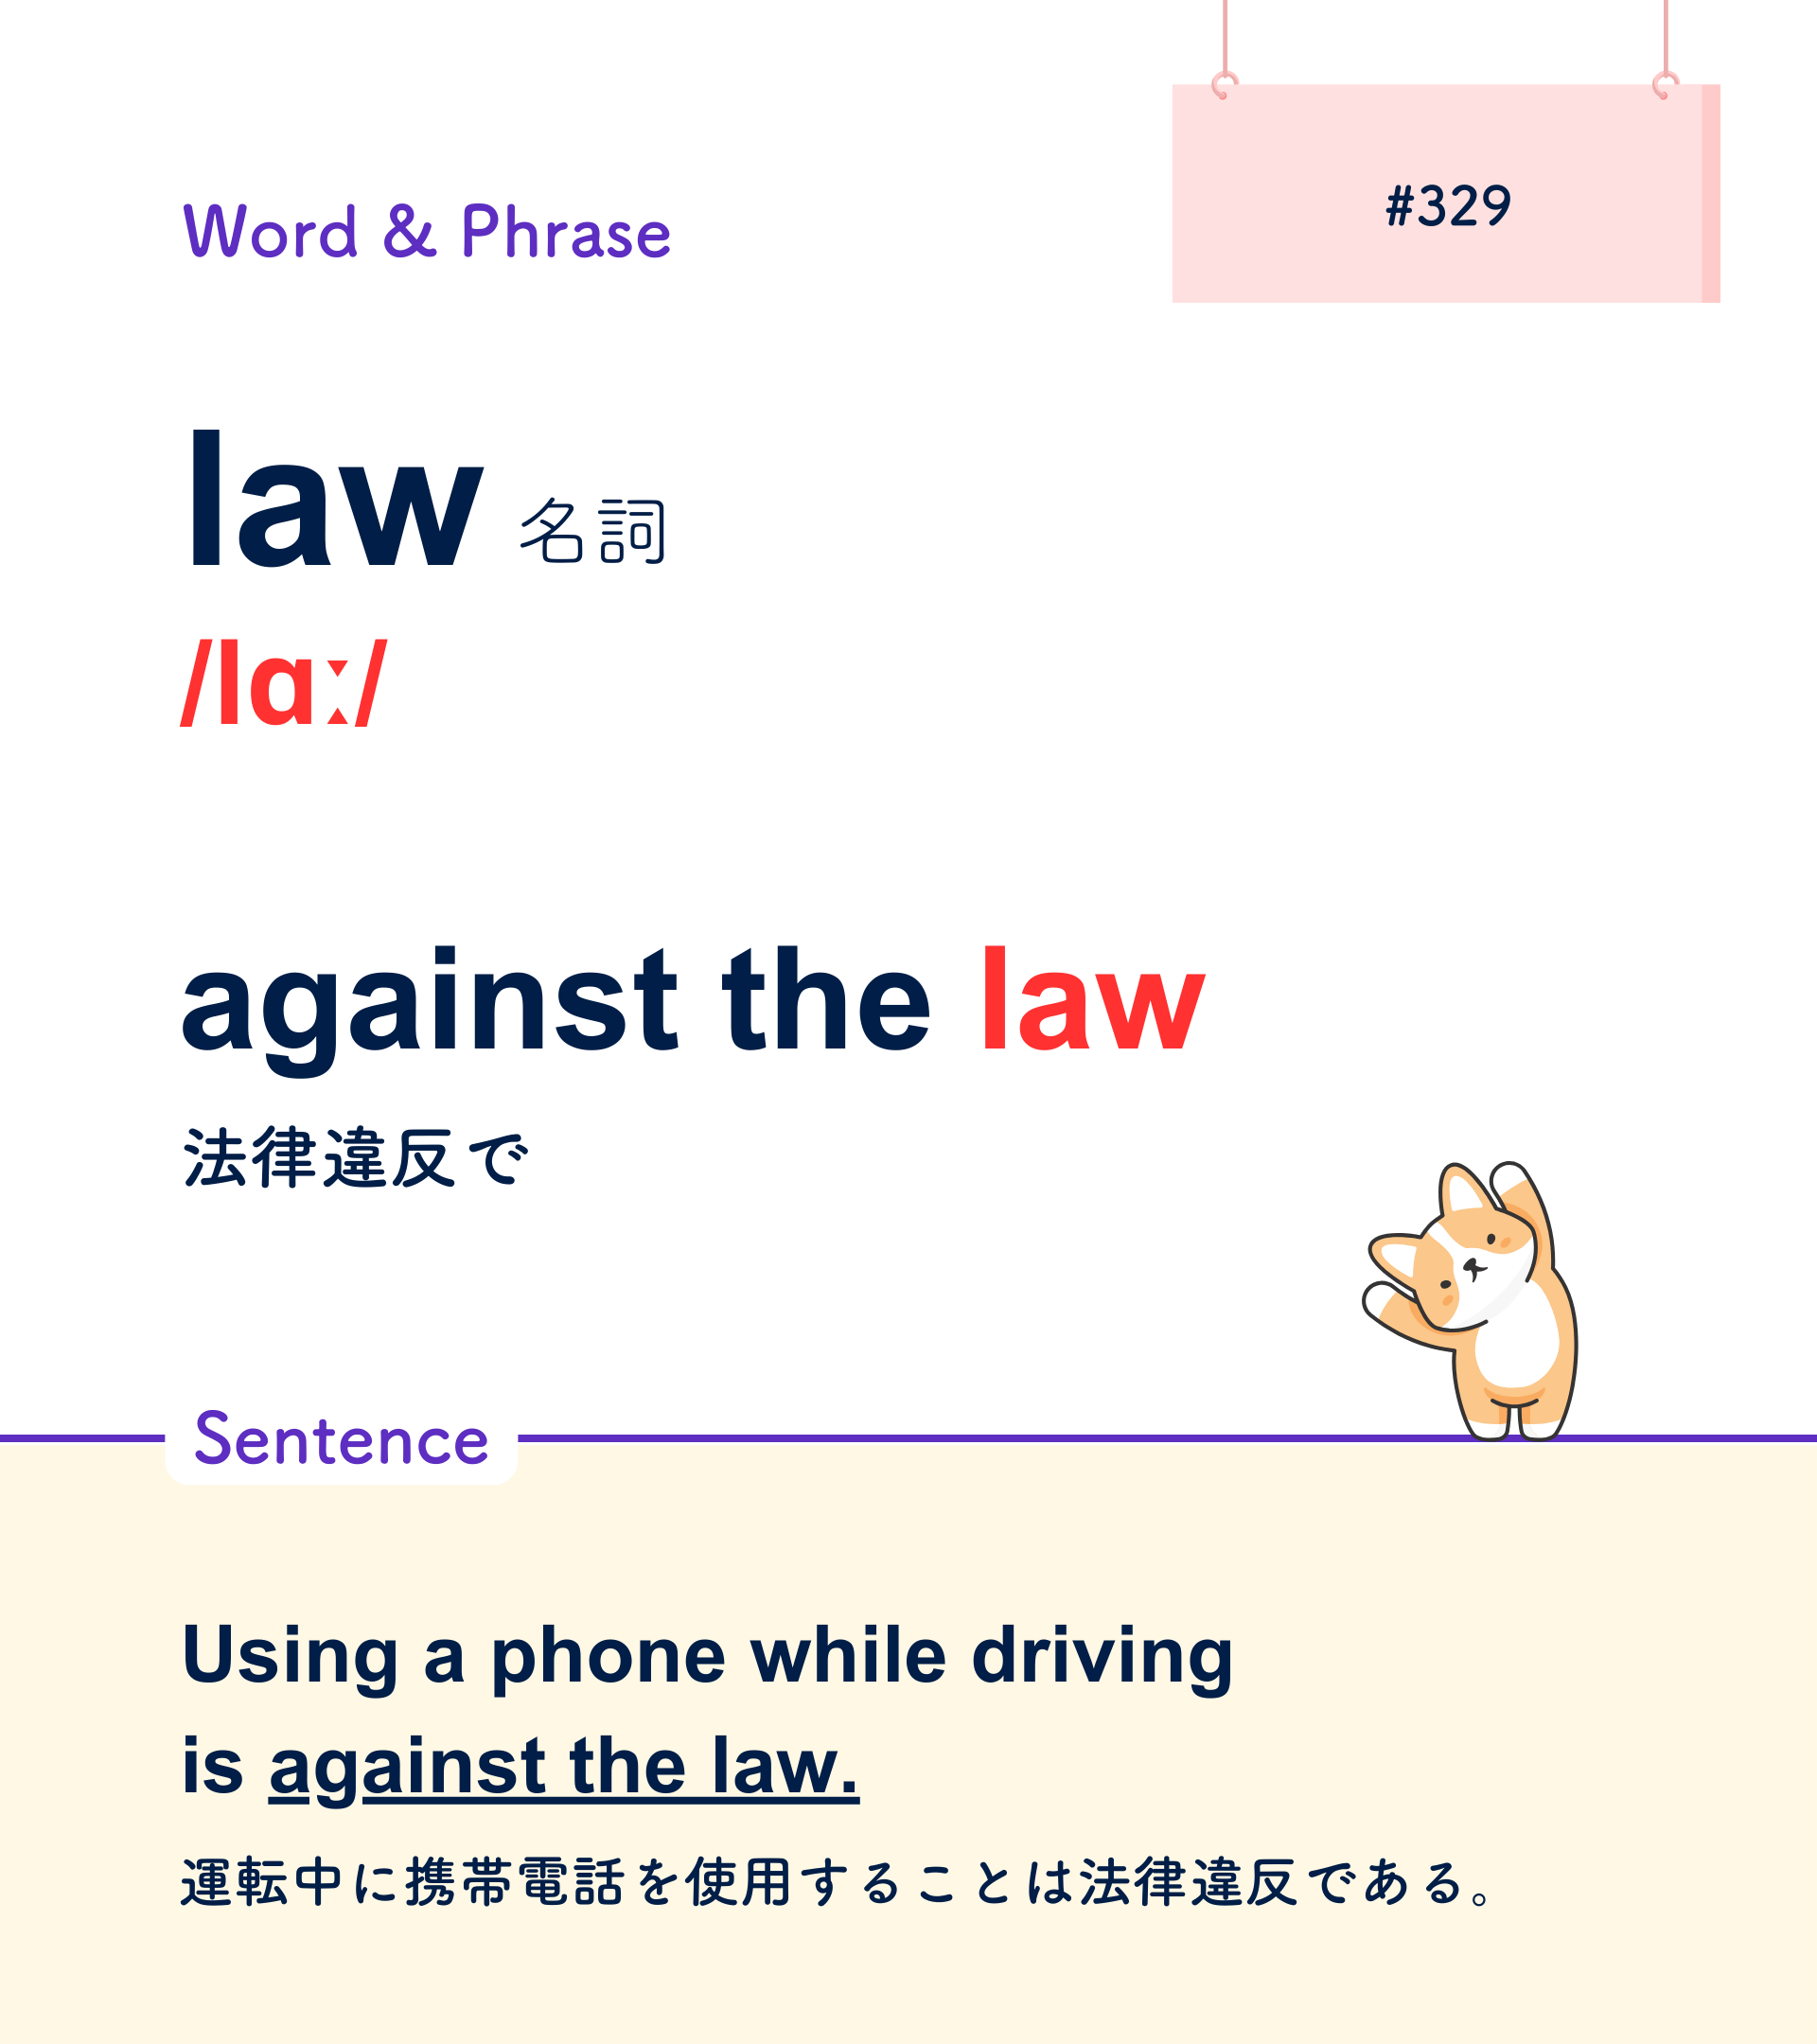 Word & Phrase
#329
law 名詞
/lɑː/
against the law
法律違反で
Sentence
Using a phone while driving
is against the law.
運転中に携帯電話を使用することは法律違反である。